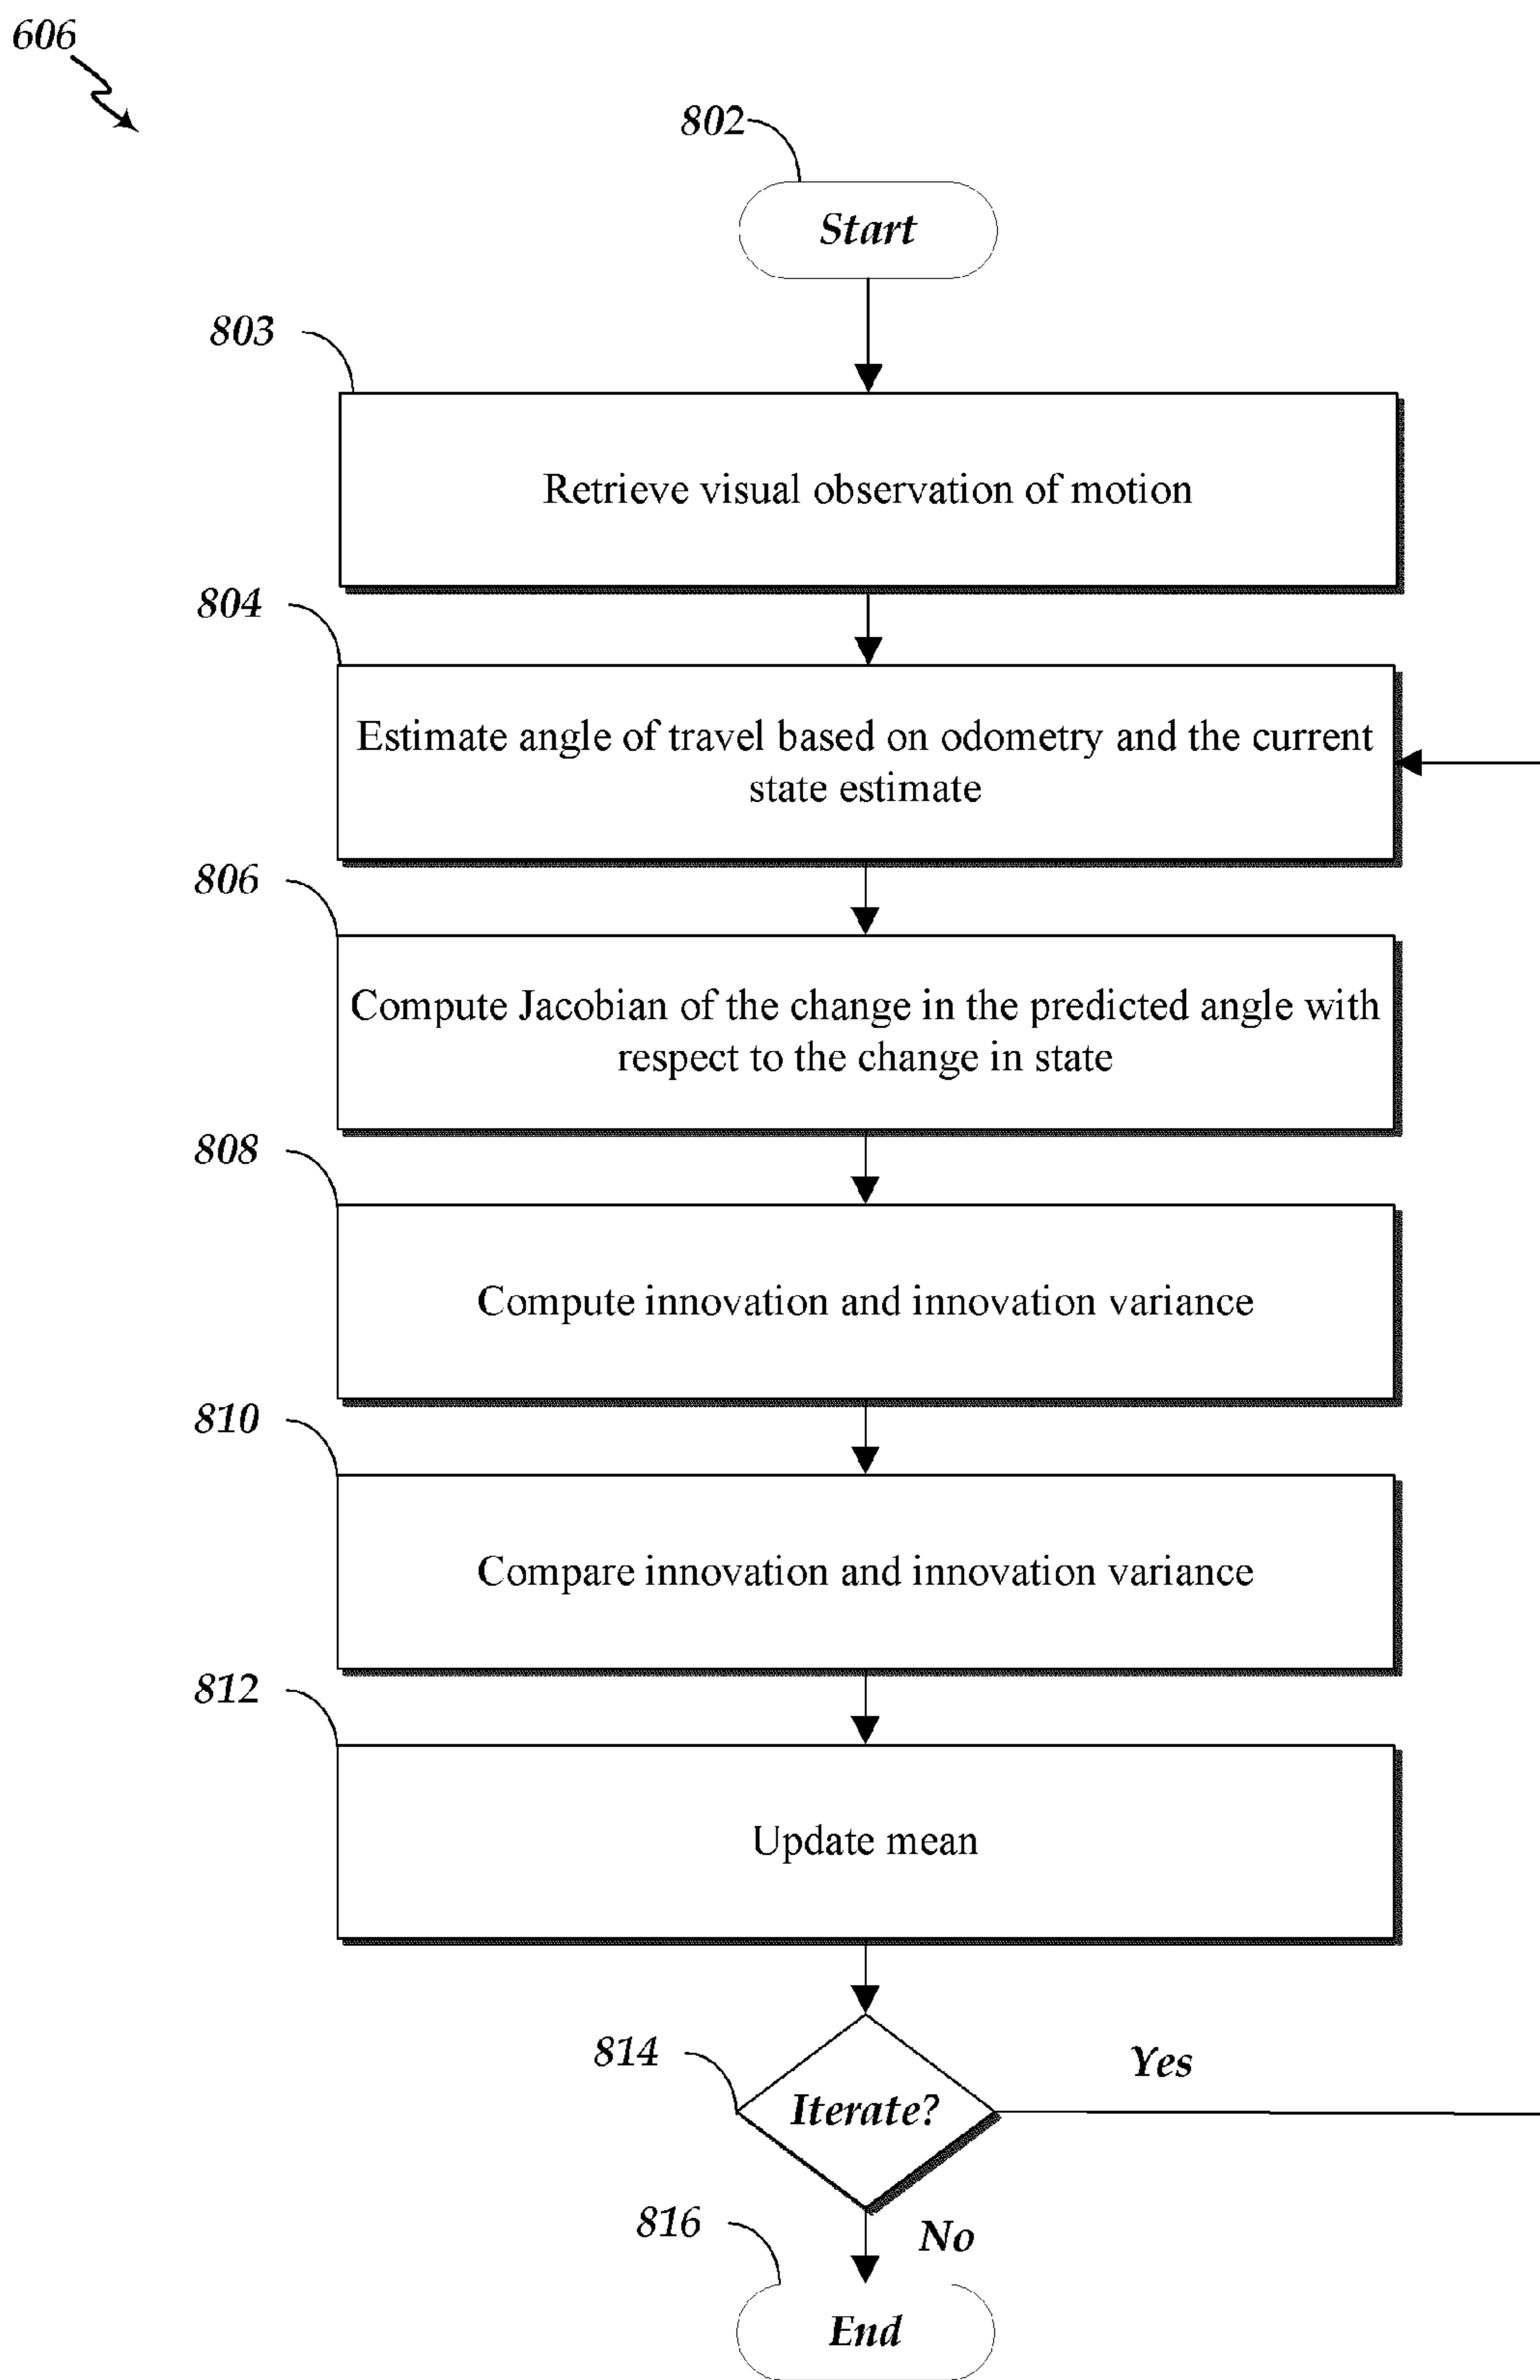 606
802
Start
803
Retrieve visual observation of motion
804
Estimate angle of travel based on odometry and the current
state estimate
806
Compute Jacobian of the change in the predicted angle with
respect to the change in state
808
Compute innovation and innovation variance
810
Compare innovation and innovation variance
812
Update mean
814
Iterate?
Yes
816
No
End